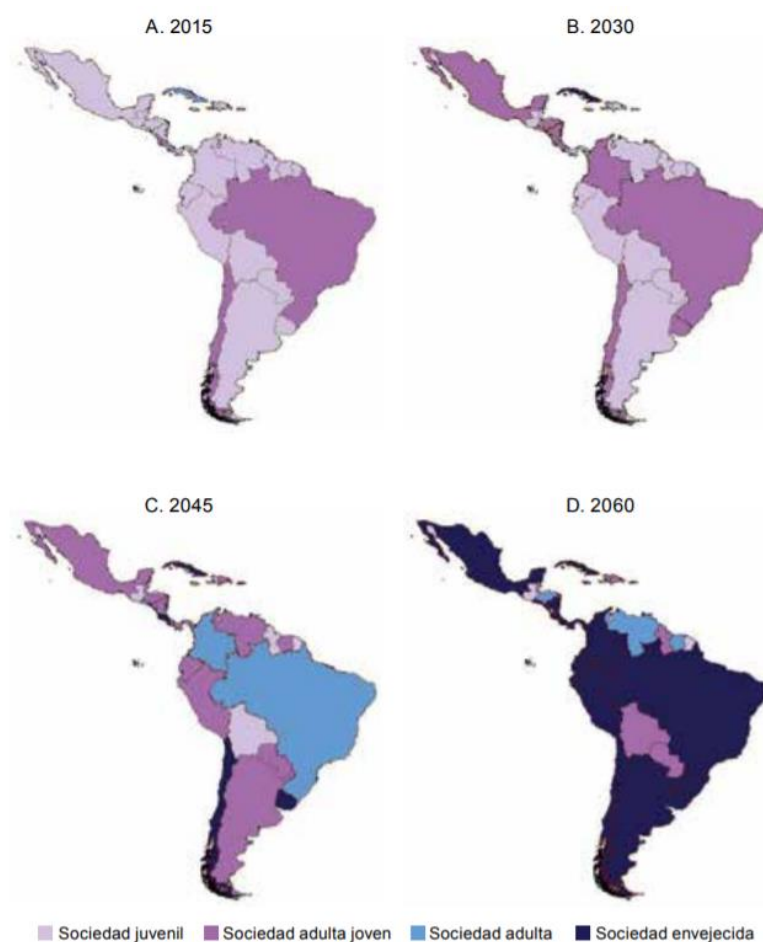 A. 2015
B. 2030
C. 2045
D. 2060
Sociedad juvenil
Sociedad adulta joven
Sociedad adulta
Sociedad envejecida